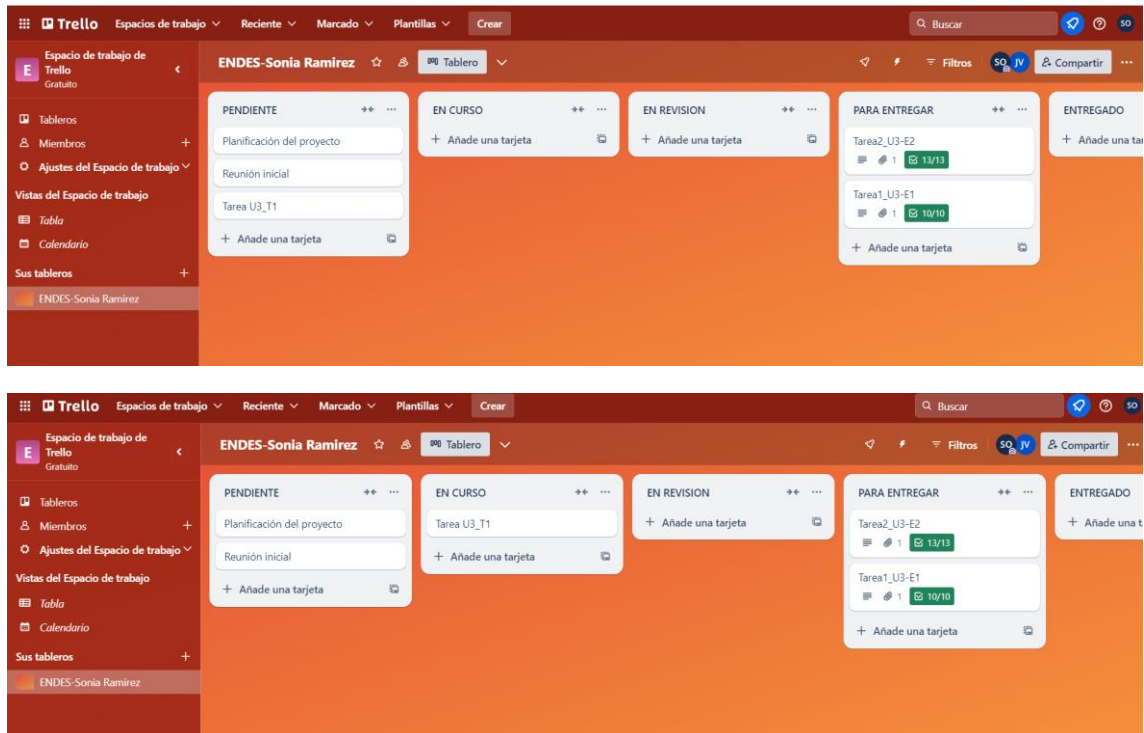 Trello Espacios de trabajo Reciente Marcado Plantillas Crear Buscar SO
E Espacio de trabajo de Trello
Gratuito
Tableros
Miembros
Ajustes del Espacio de trabajo
Vistas del Espacio de trabajo
Tabla
Calendario
Sus tableros
ENDES-Sonia Ramirez
ENDES-Sonia Ramirez Tablero Filtros SO JV Compartir
PENDIENTE
Planificación del proyecto
Reunión inicial
Tarea U3_T1
+ Añade una tarjeta
EN CURSO
+ Añade una tarjeta
EN REVISION
+ Añade una tarjeta
PARA ENTREGAR
Tarea2_U3-E2
1 13/13
Tarea1_U3-E1
1 10/10
+ Añade una tarjeta
ENTREGADO
+ Añade una ta
Trello Espacios de trabajo Reciente Marcado Plantillas Crear Buscar SO
E Espacio de trabajo de Trello
Gratuito
Tableros
Miembros
Ajustes del Espacio de trabajo
Vistas del Espacio de trabajo
Tabla
Calendario
Sus tableros
ENDES-Sonia Ramirez
ENDES-Sonia Ramirez Tablero Filtros SO JV Compartir
PENDIENTE
Planificación del proyecto
Reunión inicial
+ Añade una tarjeta
EN CURSO
Tarea U3_T1
+ Añade una tarjeta
EN REVISION
+ Añade una tarjeta
PARA ENTREGAR
Tarea2_U3-E2
1 13/13
Tarea1_U3-E1
1 10/10
+ Añade una tarjeta
ENTREGADO
+ Añade una t